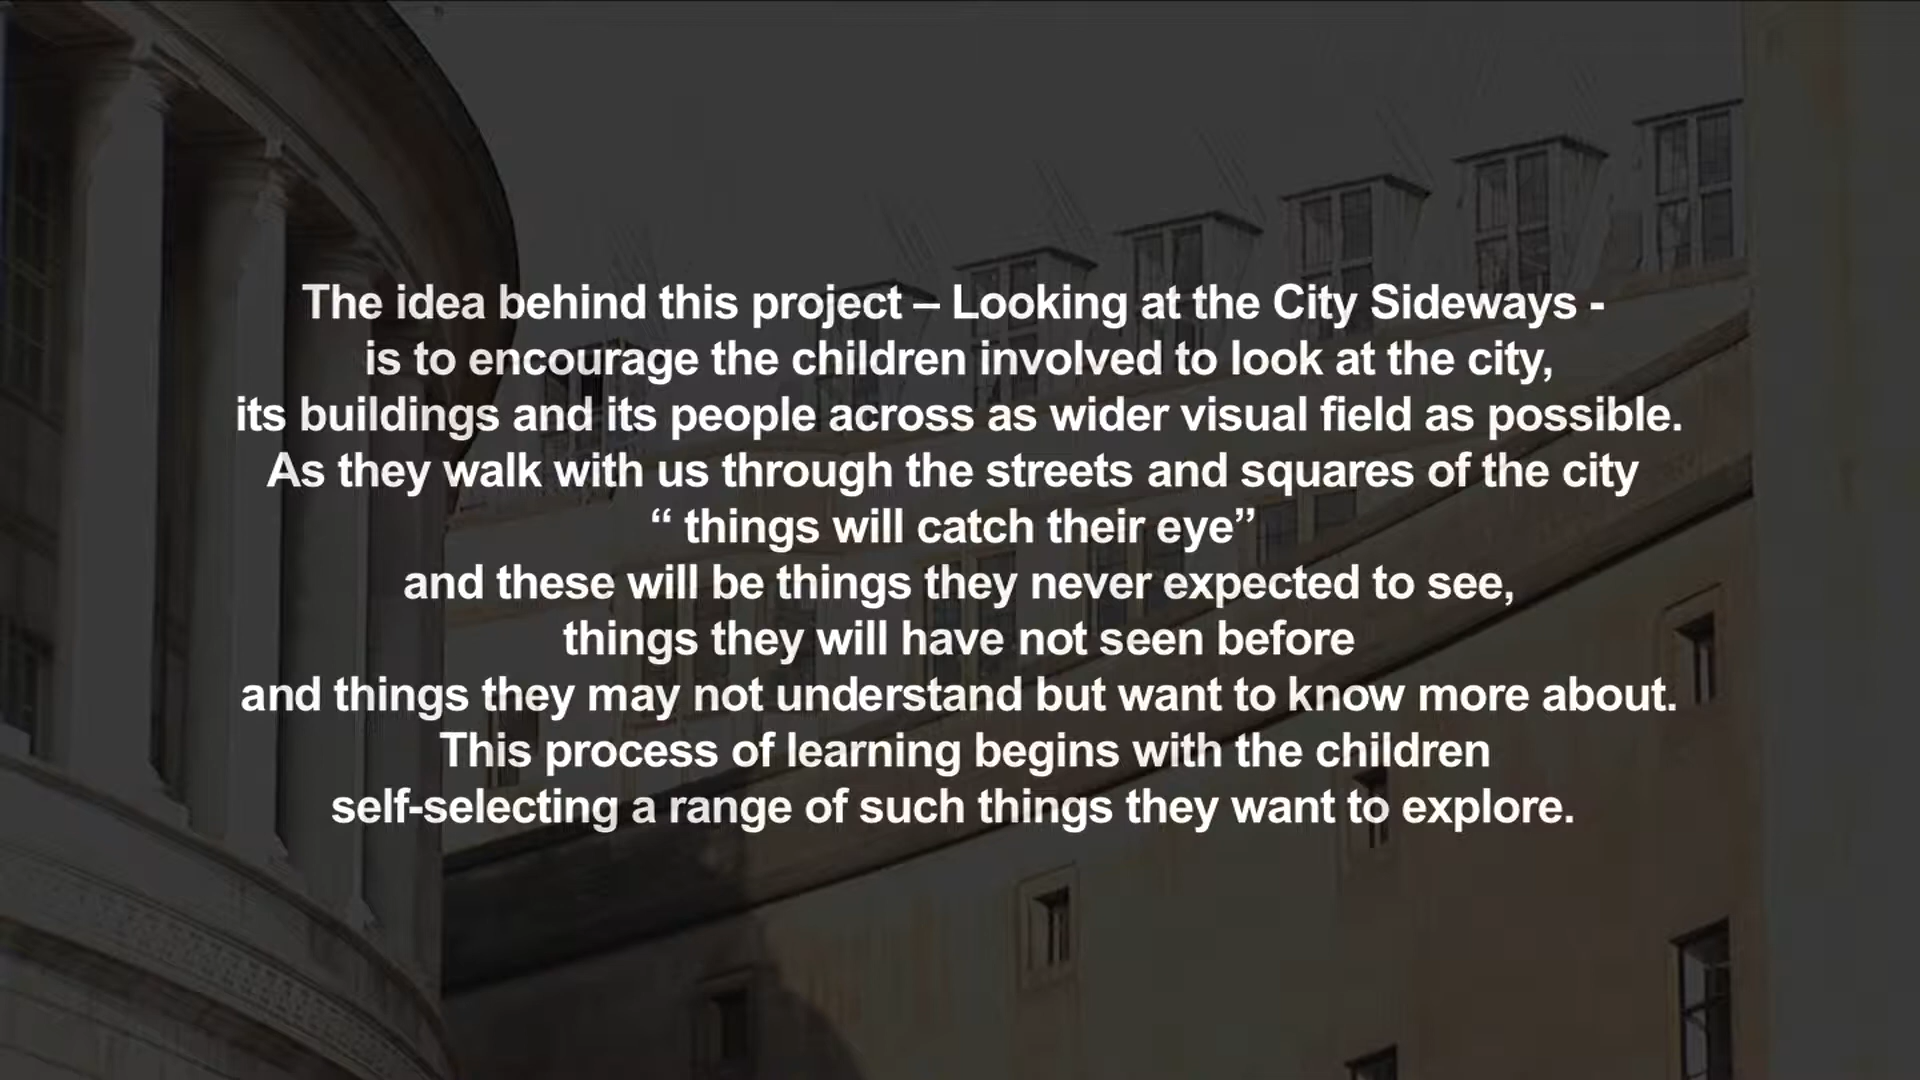 The idea behind this project – Looking at the City Sideways -
is to encourage the children involved to look at the city,
its buildings and its people across as wider visual field as possible.
As they walk with us through the streets and squares of the city
“ things will catch their eye”
and these will be things they never expected to see,
things they will have not seen before
and things they may not understand but want to know more about.
This process of learning begins with the children
self-selecting a range of such things they want to explore.